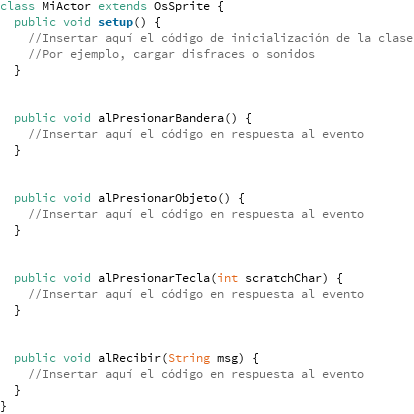 class MiActor extends OsSprite {
  public void setup() {
    //Insertar aquí el código de inicialización de la clase
    //Por ejemplo, cargar disfraces o sonidos
  }
  public void alPresionarBandera() {
    //Insertar aquí el código en respuesta al evento
  }
  public void alPresionarObjeto() {
    //Insertar aquí el código en respuesta al evento
  }
  public void alPresionarTecla(int scratchChar) {
    //Insertar aquí el código en respuesta al evento
  }
  public void alRecibir(String msg) {
    //Insertar aquí el código en respuesta al evento
  }
}